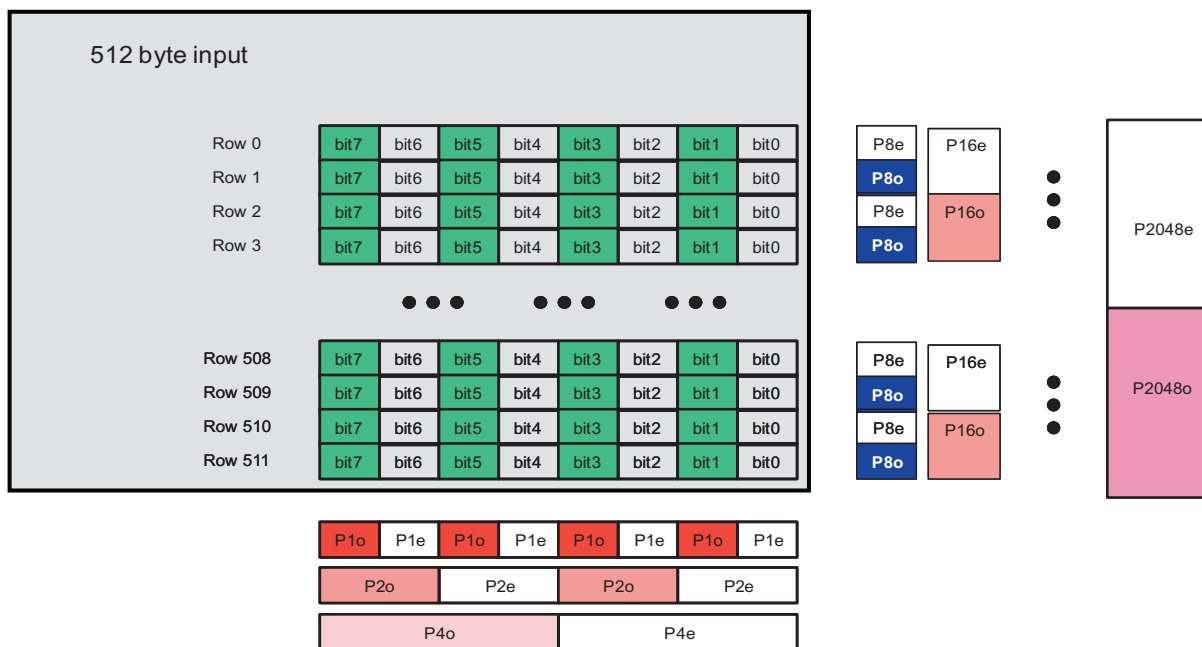 512 byte input
Row 0 bit7 bit6 bit5 bit4 bit3 bit2 bit1 bit0 P8e P16e
Row 1 bit7 bit6 bit5 bit4 bit3 bit2 bit1 bit0 P8o
Row 2 bit7 bit6 bit5 bit4 bit3 bit2 bit1 bit0 P8e P16o
P2048e
Row 3 bit7 bit6 bit5 bit4 bit3 bit2 bit1 bit0 P8o
Row 508 bit7 bit6 bit5 bit4 bit3 bit2 bit1 bit0 P8e P16e
Row 509 bit7 bit6 bit5 bit4 bit3 bit2 bit1 bit0 P8o P2048o
Row 510 bit7 bit6 bit5 bit4 bit3 bit2 bit1 bit0 P8e P16o
Row 511 bit7 bit6 bit5 bit4 bit3 bit2 bit1 bit0 P8o
P1o P1e P1o P1e P1o P1e P1o P1e
P2o P2e P2o P2e
P4o P4e